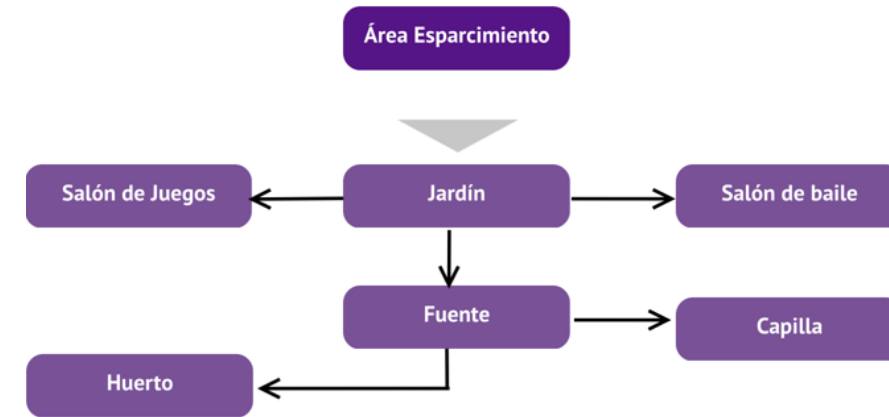 Área Esparcimiento
Salón de Juegos
Jardín
Salón de baile
Fuente
Capilla
Huerto